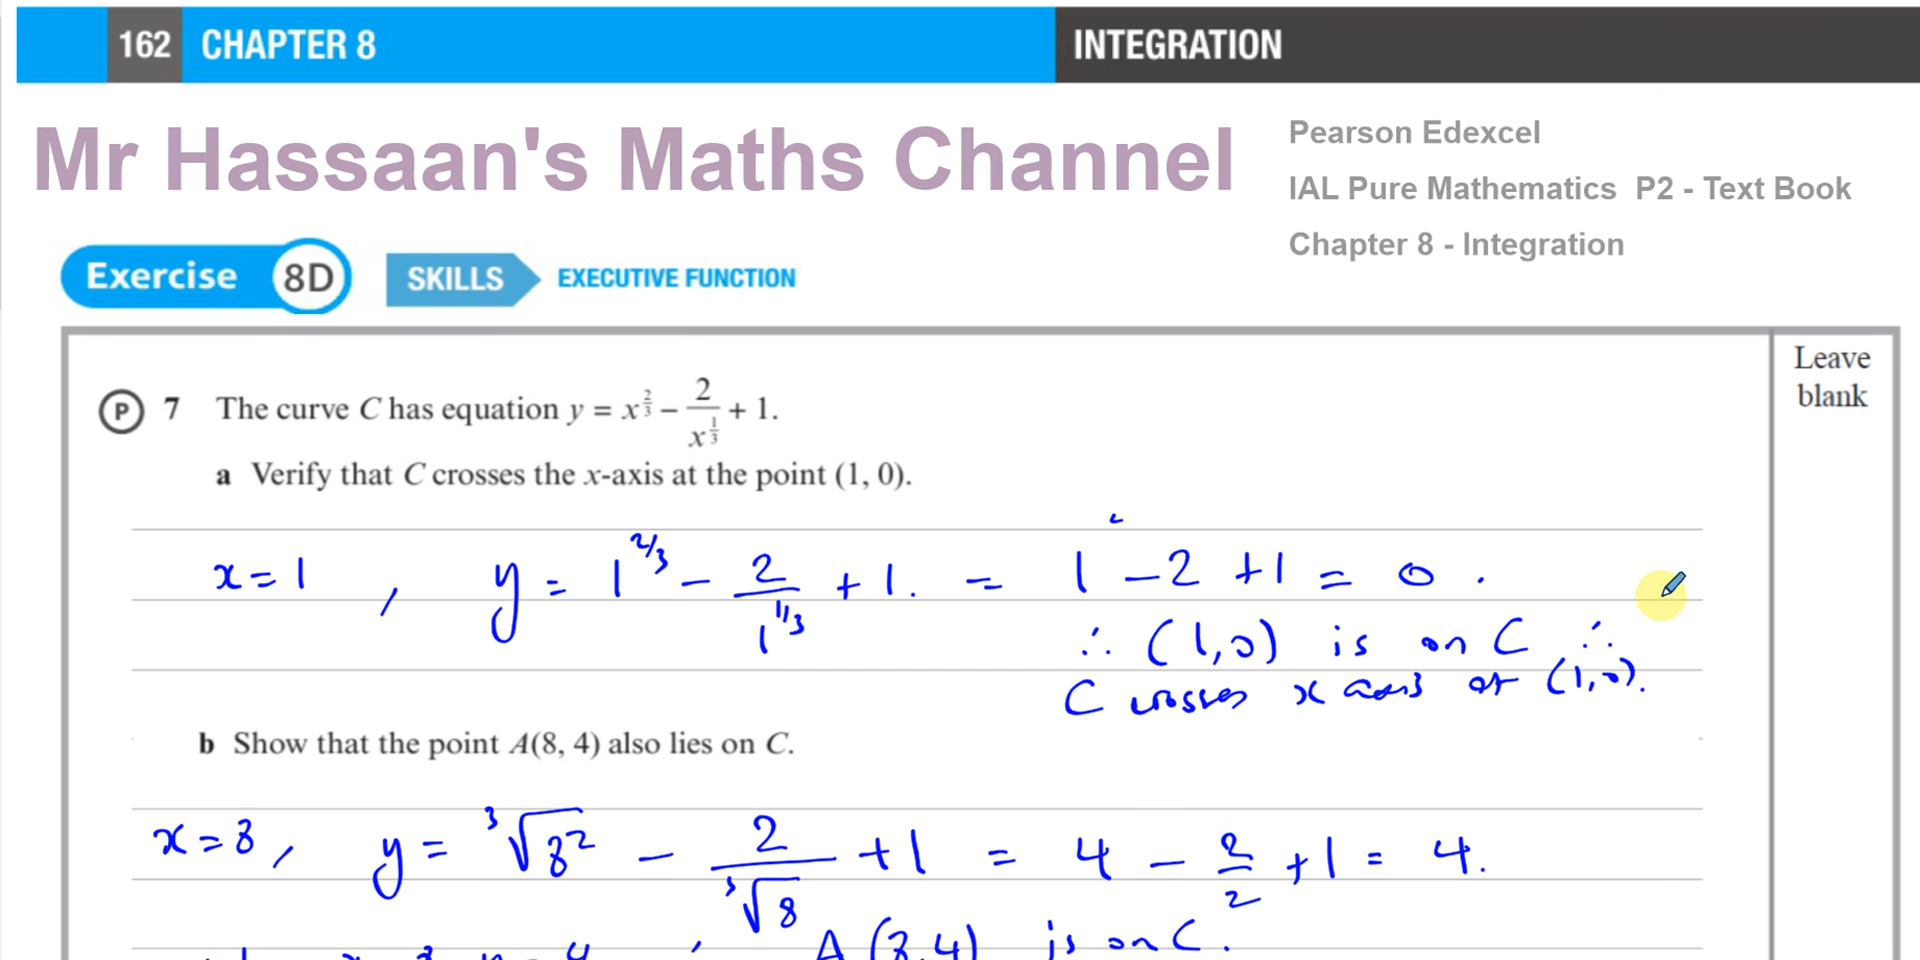 162 CHAPTER 8 INTEGRATION
Mr Hassaan's Maths Channel
Pearson Edexcel
IAL Pure Mathematics P2 - Text Book
Chapter 8 - Integration
Exercise 8D SKILLS EXECUTIVE FUNCTION
Leave
blank
P 7 The curve C has equation y = x^(2/3) − 2/x^(1/3) + 1.
a Verify that C crosses the x-axis at the point (1, 0).
x = 1 , y = 1^(2/3) − 2/1^(1/3) + 1. = 1 − 2 + 1 = 0 .
∴ (1,0) is on C ∴
C crosses x axis at (1,0).
b Show that the point A(8, 4) also lies on C.
x = 8 , y = ³√8² − 2/³√8 + 1 = 4 − 2/2 + 1 = 4.
A (8,4) is on C.